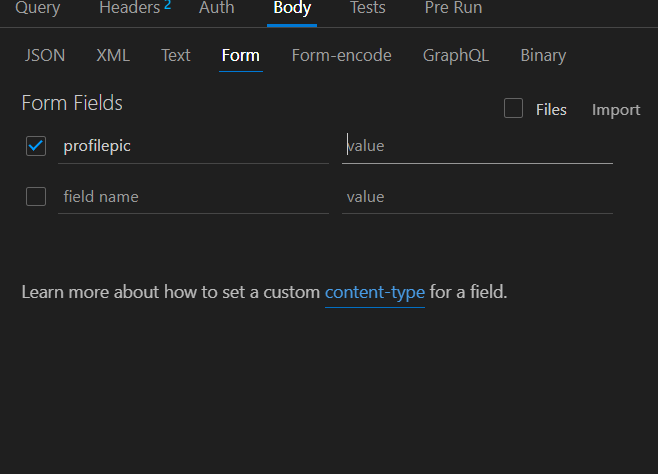 Query Headers 2 Auth Body Tests Pre Run
JSON XML Text Form Form-encode GraphQL Binary
Form Fields Files Import
profilepic value
field name value
Learn more about how to set a custom content-type for a field.